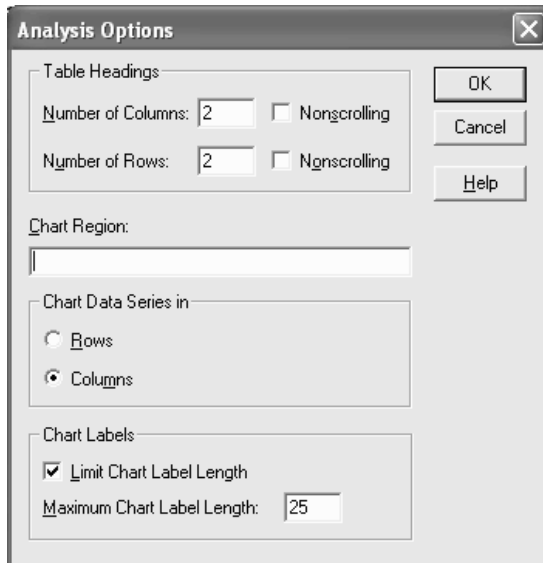 Analysis Options
Table Headings
Number of Columns: 2 Nonscrolling
Number of Rows: 2 Nonscrolling
OK
Cancel
Help
Chart Region:
Chart Data Series in
Rows
Columns
Chart Labels
Limit Chart Label Length
Maximum Chart Label Length: 25